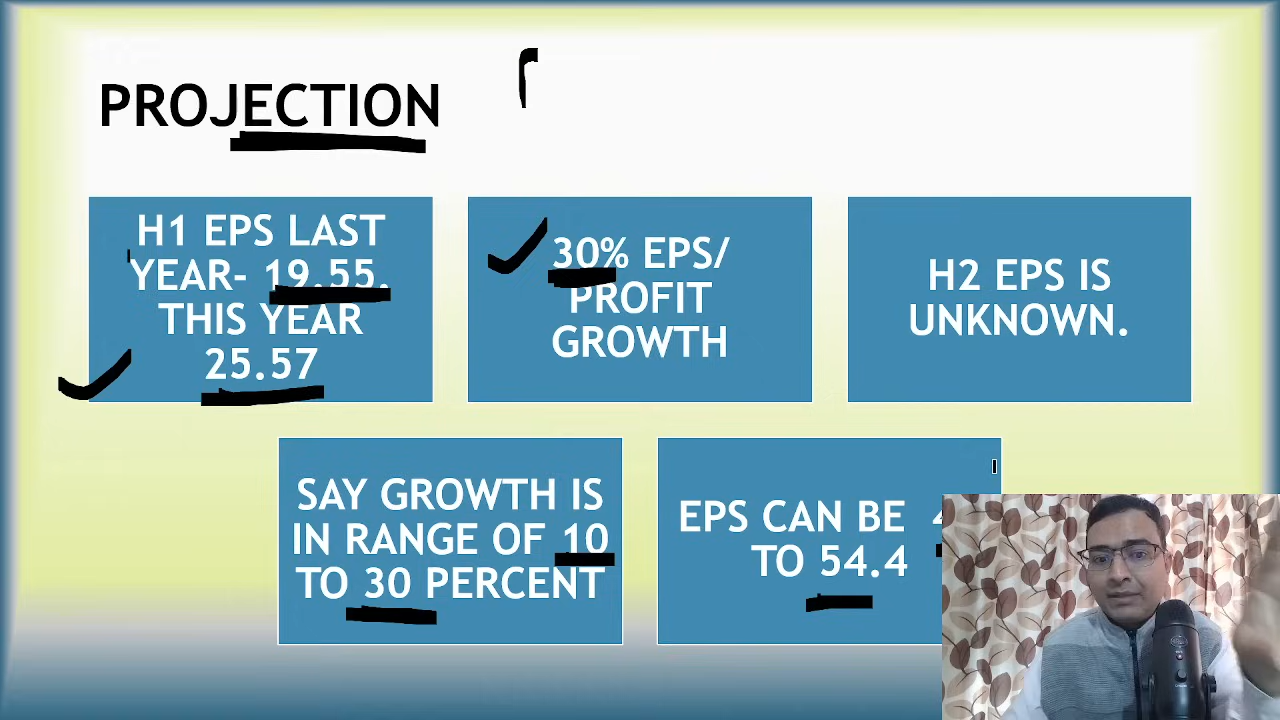 PROJECTION
H1 EPS LAST
YEAR- 19.55.
THIS YEAR
25.57
30% EPS/
PROFIT
GROWTH
H2 EPS IS
UNKNOWN.
SAY GROWTH IS
IN RANGE OF 10
TO 30 PERCENT
EPS CAN BE
TO 54.4